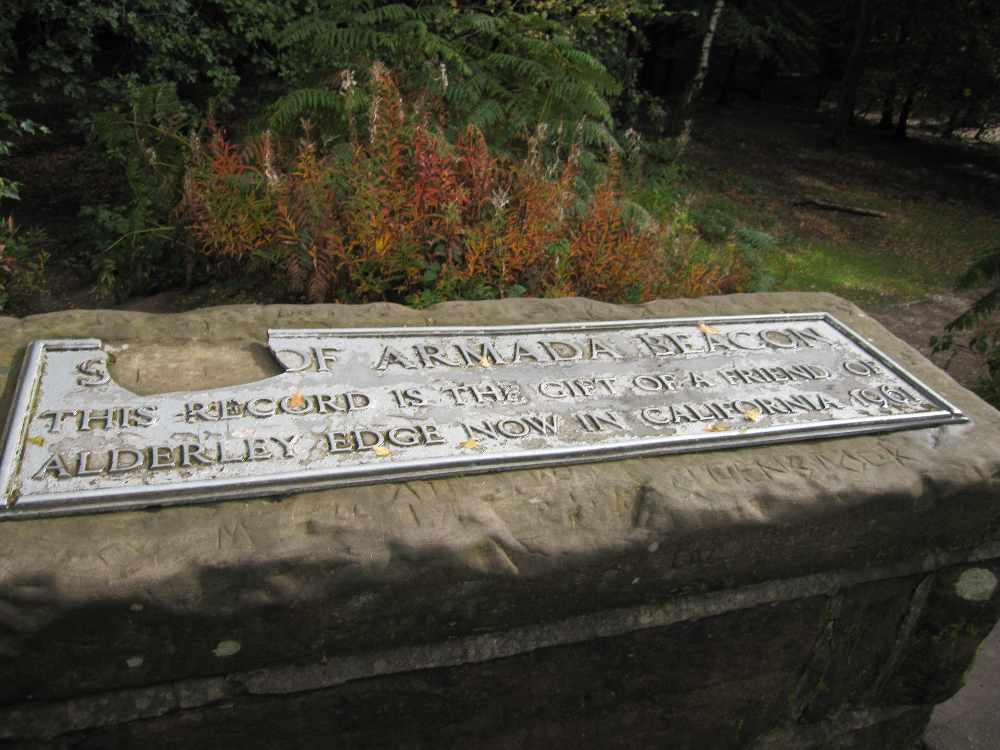 S OF ARMADA BEACON
THIS RECORD IS THE GIFT OF A FRIEND OF
ALDERLEY EDGE NOW IN CALIFORNIA 1961